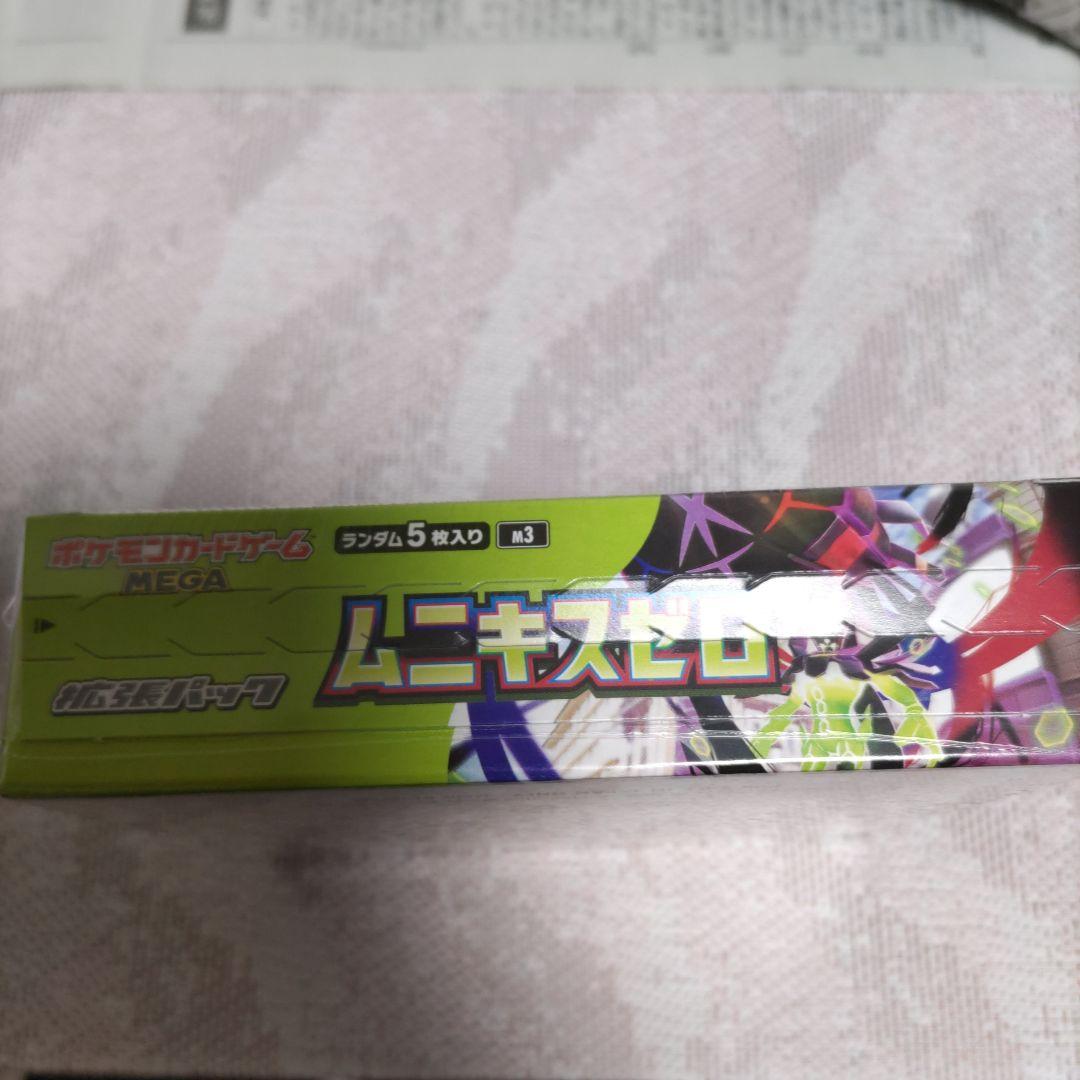 ポケモンカードゲーム
MEGA
ランダム5枚入り
M3
ムニキスゼロ
拡張パック